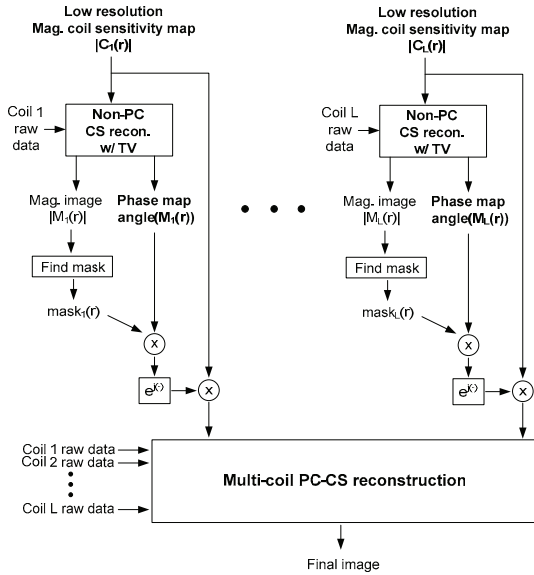 Low resolution
Mag. coil sensitivity map
|C1(r)|
Coil 1
raw
data
Non-PC
CS recon.
w/ TV
Mag. image
|M1(r)|
Phase map
angle(M1(r))
Find mask
mask1(r)
x
e^j(·)
x
Low resolution
Mag. coil sensitivity map
|CL(r)|
Coil L
raw
data
Non-PC
CS recon.
w/ TV
Mag. image
|ML(r)|
Phase map
angle(ML(r))
Find mask
maskL(r)
x
e^j(·)
x
Coil 1 raw data
Coil 2 raw data
Coil L raw data
Multi-coil PC-CS reconstruction
Final image